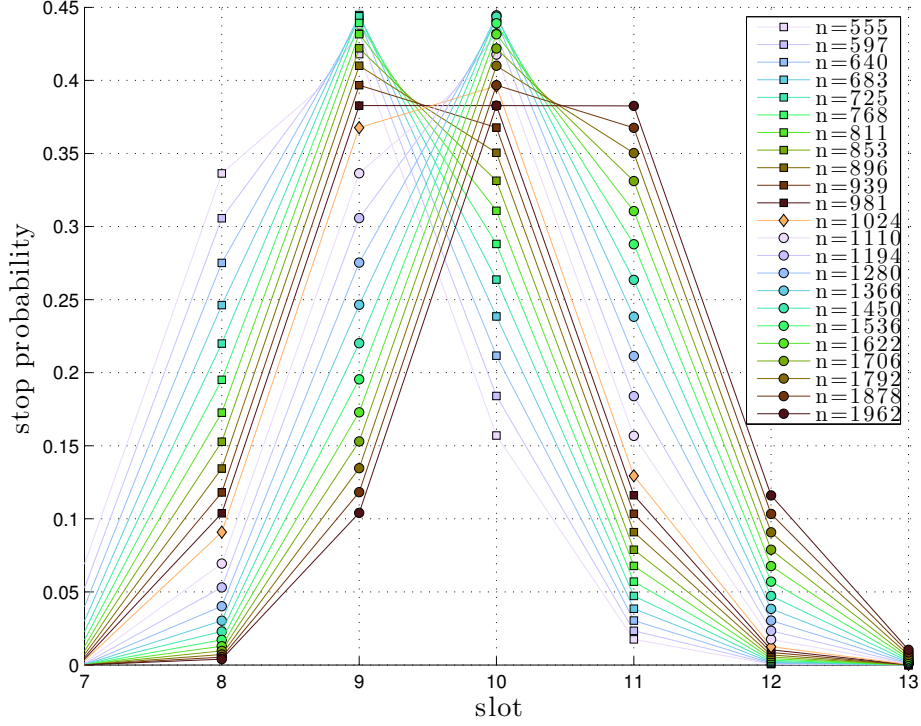 0.45
0.4
0.35
0.3
0.25
0.2
0.15
0.1
0.05
0
stop probability
7 8 9 10 11 12 13
slot
n=555
n=597
n=640
n=683
n=725
n=768
n=811
n=853
n=896
n=939
n=981
n=1024
n=1110
n=1194
n=1280
n=1366
n=1450
n=1536
n=1622
n=1706
n=1792
n=1878
n=1962